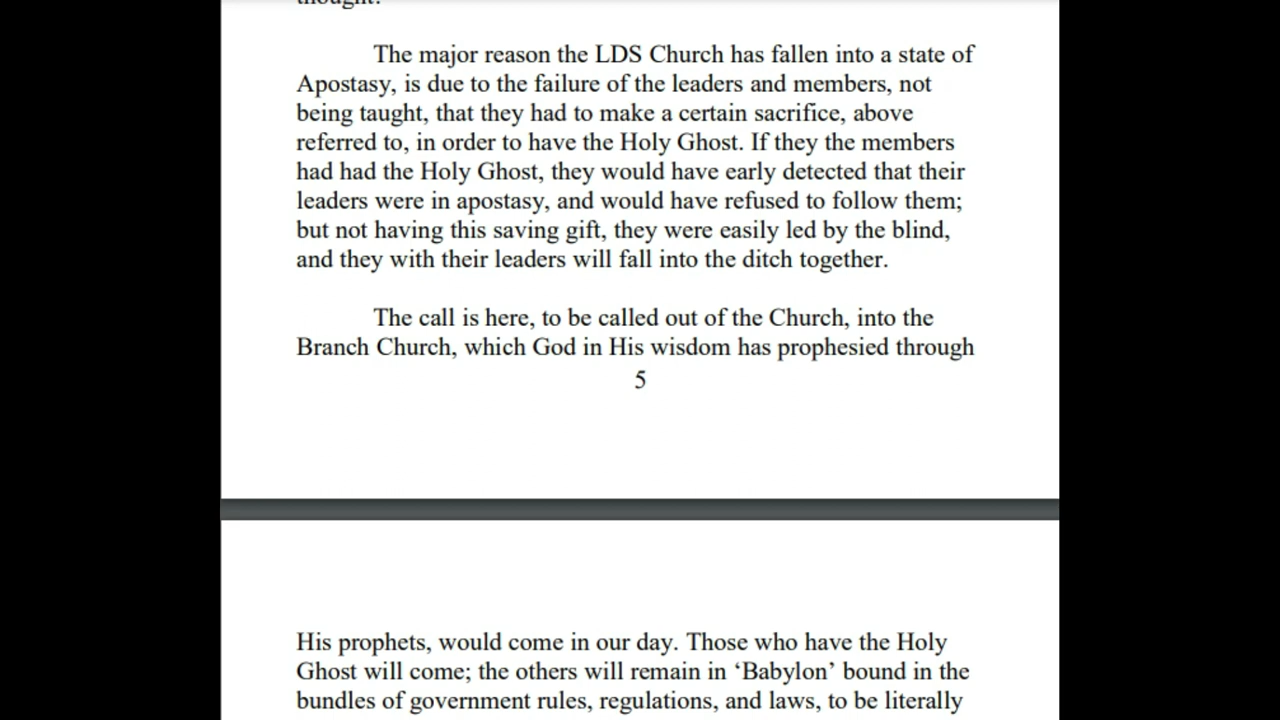 thought.
The major reason the LDS Church has fallen into a state of
Apostasy, is due to the failure of the leaders and members, not
being taught, that they had to make a certain sacrifice, above
referred to, in order to have the Holy Ghost. If they the members
had had the Holy Ghost, they would have early detected that their
leaders were in apostasy, and would have refused to follow them;
but not having this saving gift, they were easily led by the blind,
and they with their leaders will fall into the ditch together.
The call is here, to be called out of the Church, into the
Branch Church, which God in His wisdom has prophesied through
5
His prophets, would come in our day. Those who have the Holy
Ghost will come; the others will remain in ‘Babylon’ bound in the
bundles of government rules, regulations, and laws, to be literally